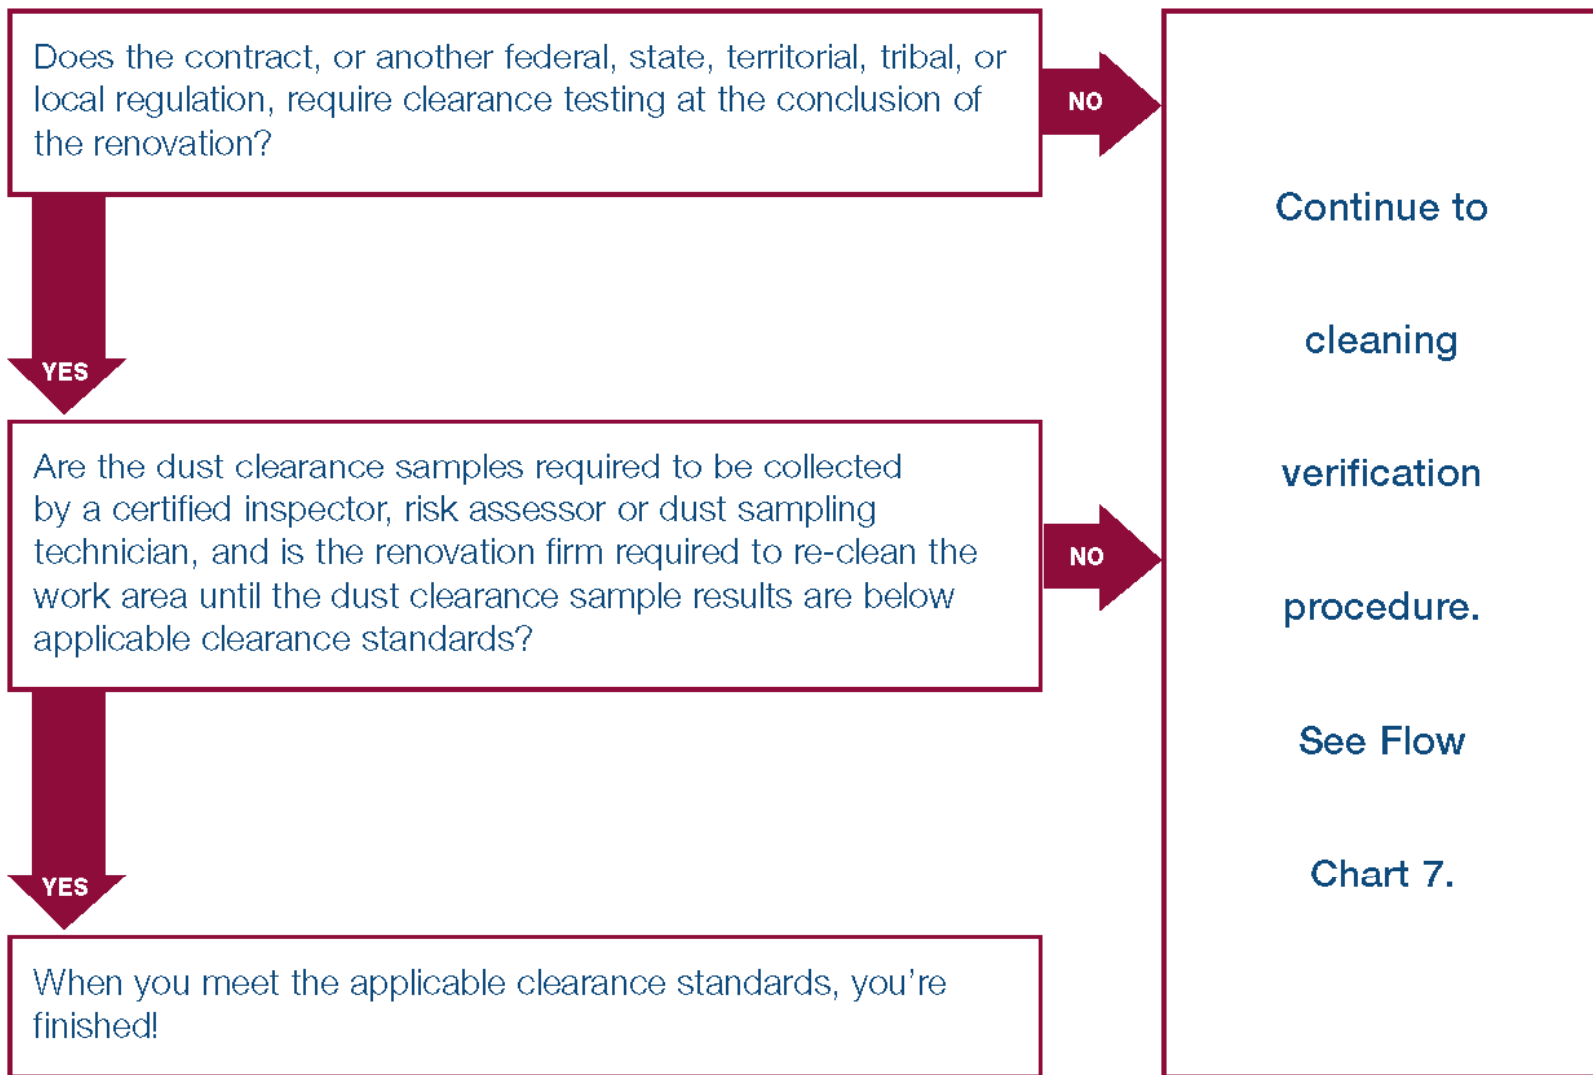 Does the contract, or another federal, state, territorial, tribal, or
local regulation, require clearance testing at the conclusion of
the renovation?
NO
YES
Are the dust clearance samples required to be collected
by a certified inspector, risk assessor or dust sampling
technician, and is the renovation firm required to re-clean the
work area until the dust clearance sample results are below
applicable clearance standards?
NO
YES
When you meet the applicable clearance standards, you’re
finished!
Continue to
cleaning
verification
procedure.
See Flow
Chart 7.